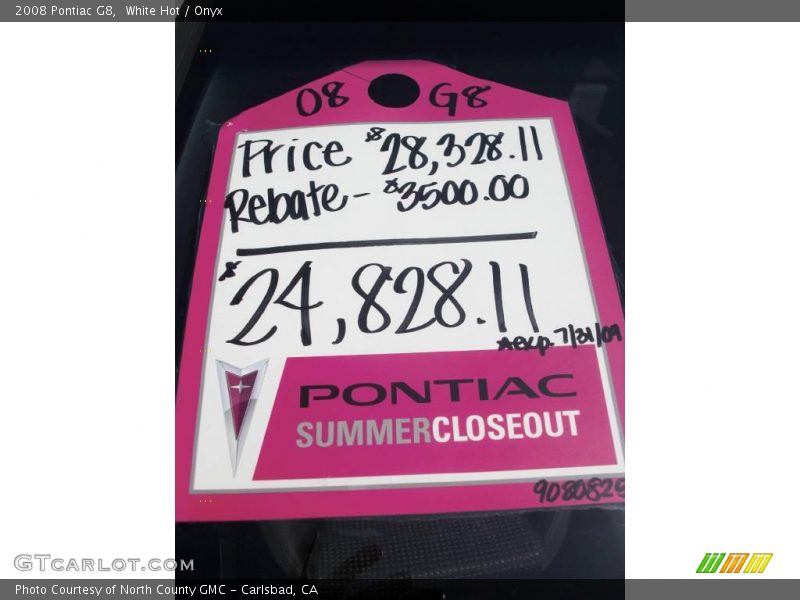 2008 Pontiac G8,  White Hot / Onyx
08 G8
Price $28,328.11
Rebate - $3500.00
$24,828.11
*exp. 7/31/09
PONTIAC
SUMMERCLOSEOUT
GTcarlot.com
Photo Courtesy of North County GMC - Carlsbad, CA